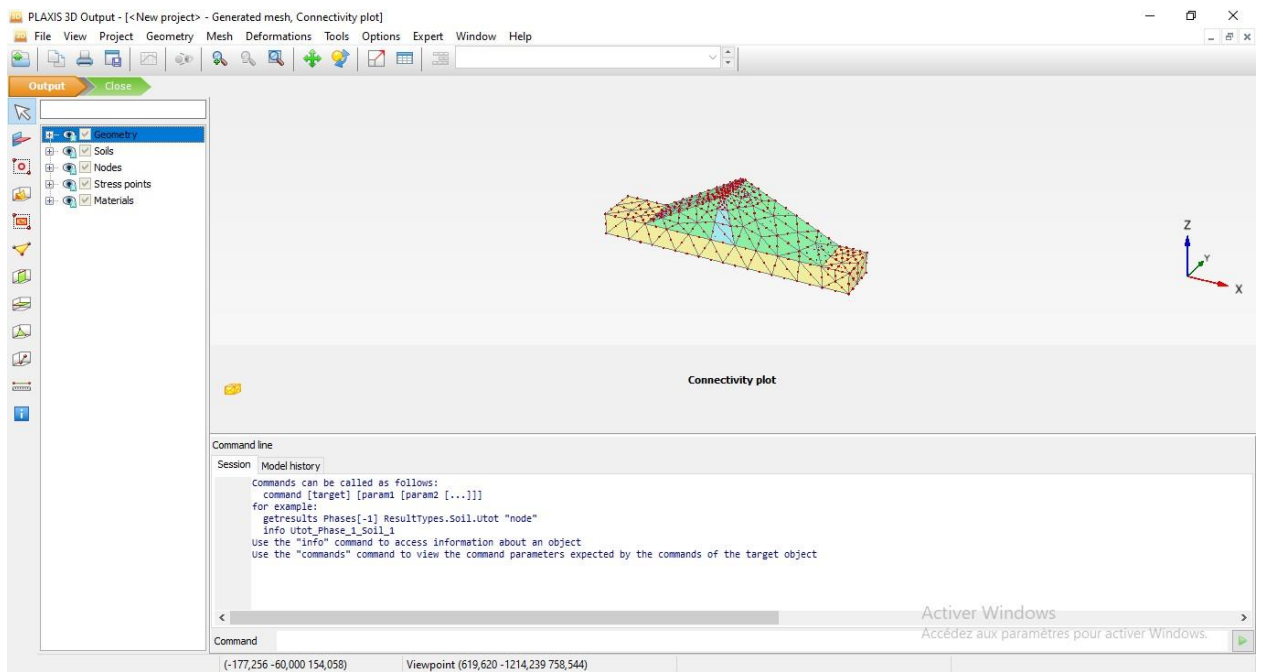 PLAXIS 3D Output - [<New project> - Generated mesh, Connectivity plot]
File View Project Geometry Mesh Deformations Tools Options Expert Window Help
Output Close
Geometry
Soils
Nodes
Stress points
Materials
Z
Y
X
Connectivity plot
Command line
Session Model history
Commands can be called as follows:
command [target] [param1 [param2 [...]]]
for example:
getresults Phases[-1] ResultTypes.Soil.Utot "node"
info Utot_Phase_1_Soil_1
Use the "info" command to access information about an object
Use the "commands" command to view the command parameters expected by the commands of the target object
Activer Windows
Accédez aux paramètres pour activer Windows.
Command
(-177,256 -60,000 154,058) Viewpoint (619,620 -1214,239 758,544)